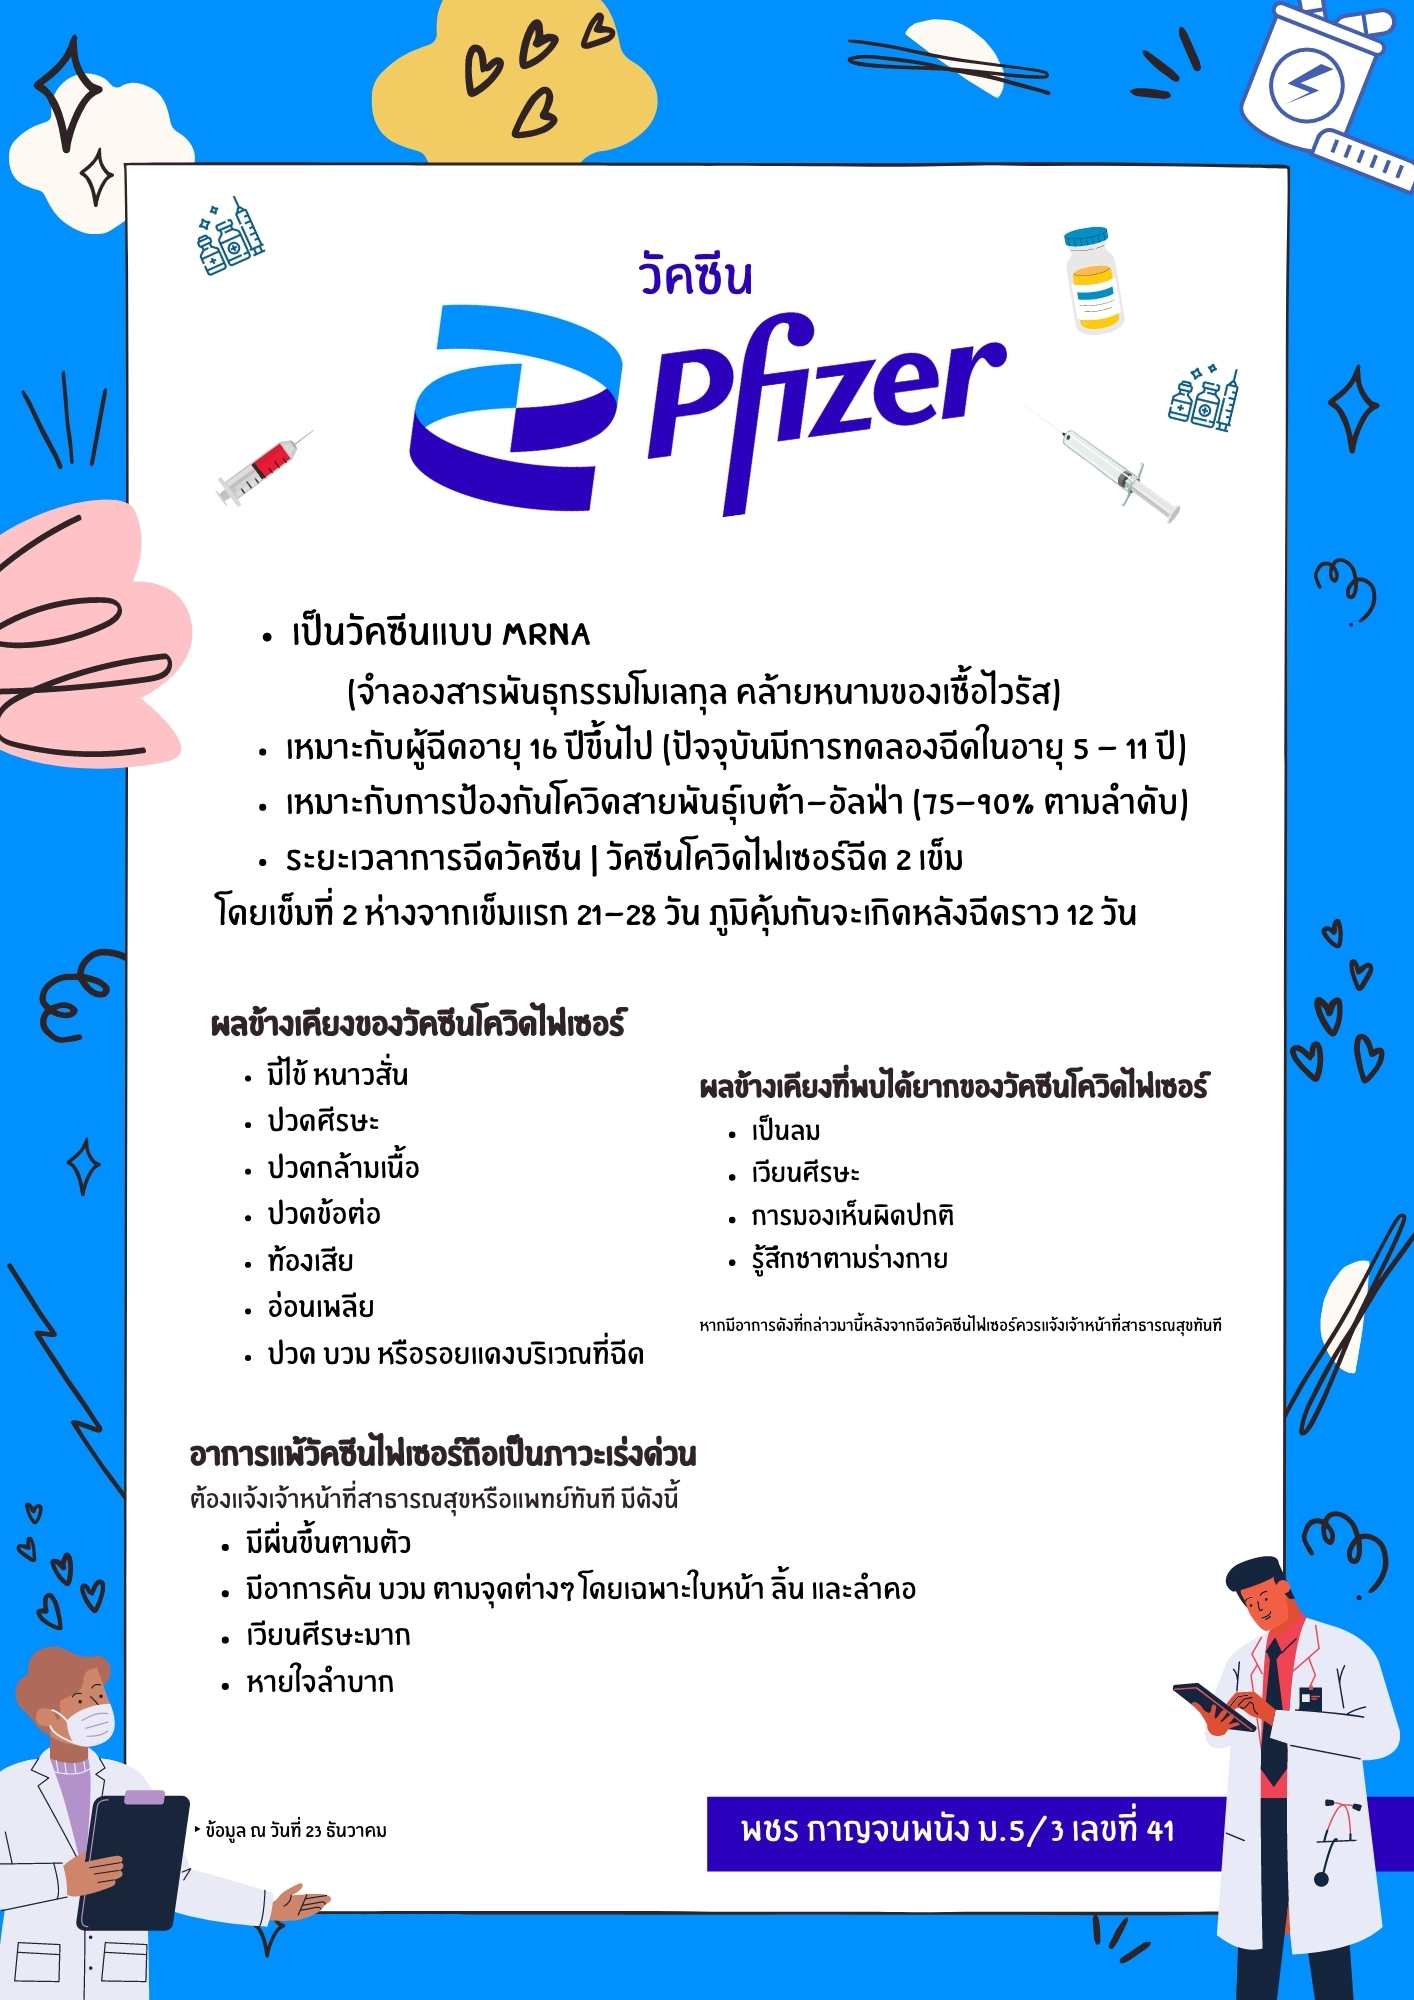 วัคซีน
Pfizer
• เป็นวัคซีนแบบ MRNA
(จำลองสารพันธุกรรมโมเลกุล คล้ายหนามของเชื้อไวรัส)
• เหมาะกับผู้ฉีดอายุ 16 ปีขึ้นไป (ปัจจุบันมีการทดลองฉีดในอายุ 5 - 11 ปี)
• เหมาะกับการป้องกันโควิดสายพันธุ์เบต้า-อัลฟ่า (75-90% ตามลำดับ)
• ระยะเวลาการฉีดวัคซีน | วัคซีนโควิดไฟเซอร์ฉีด 2 เข็ม
โดยเข็มที่ 2 ห่างจากเข็มแรก 21-28 วัน ภูมิคุ้มกันจะเกิดหลังฉีดราว 12 วัน
ผลข้างเคียงของวัคซีนโควิดไฟเซอร์
• มีไข้ หนาวสั่น
• ปวดศีรษะ
• ปวดกล้ามเนื้อ
• ปวดข้อต่อ
• ท้องเสีย
• อ่อนเพลีย
• ปวด บวม หรือรอยแดงบริเวณที่ฉีด
ผลข้างเคียงที่พบได้ยากของวัคซีนโควิดไฟเซอร์
• เป็นลม
• เวียนศีรษะ
• การมองเห็นผิดปกติ
• รู้สึกชาตามร่างกาย
หากมีอาการดังที่กล่าวมานี้หลังจากฉีดวัคซีนไฟเซอร์ควรแจ้งเจ้าหน้าที่สาธารณสุขทันที
อาการแพ้วัคซีนไฟเซอร์ถือเป็นภาวะเร่งด่วน
ต้องแจ้งเจ้าหน้าที่สาธารณสุขหรือแพทย์ทันที มีดังนี้
• มีผื่นขึ้นตามตัว
• มีอาการคัน บวม ตามจุดต่างๆ โดยเฉพาะใบหน้า ลิ้น และลำคอ
• เวียนศีรษะมาก
• หายใจลำบาก
‣ ข้อมูล ณ วันที่ 23 ธันวาคม
พชร กาญจนพนัง ม.5/3 เลขที่ 41